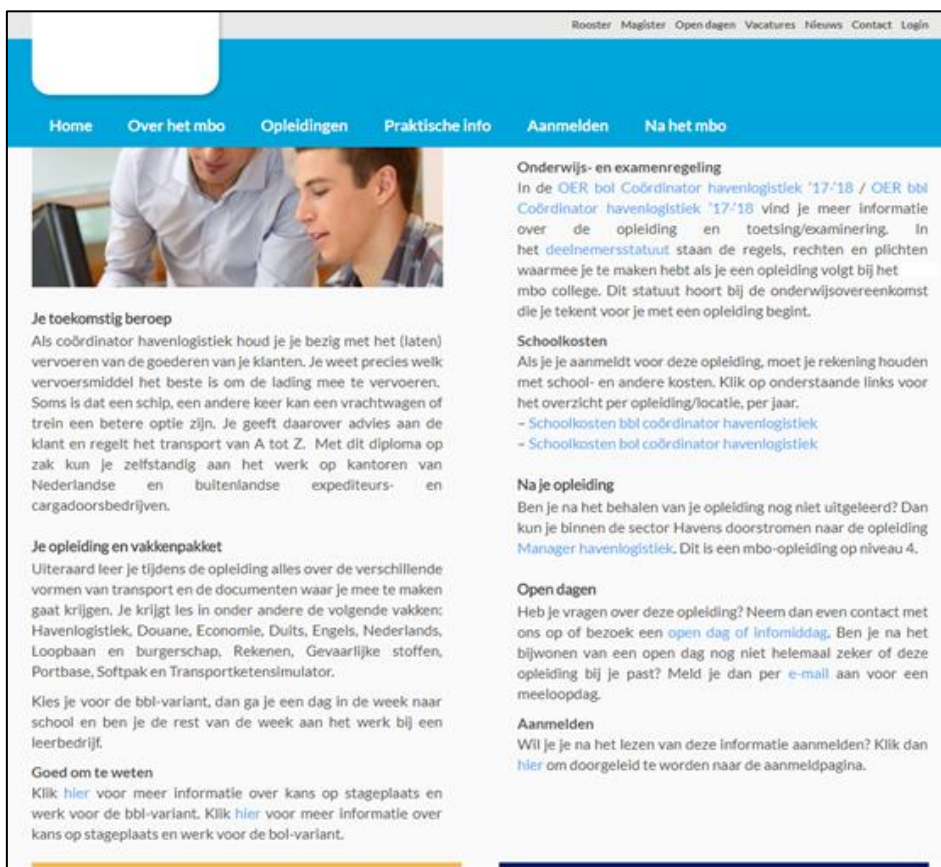 Rooster Magister Open dagen Vacatures Nieuws Contact Login
Home Over het mbo Opleidingen Praktische info Aanmelden Na het mbo
Je toekomstig beroep
Als coördinator havenlogistiek houd je je bezig met het (laten)
vervoeren van de goederen van je klanten. Je weet precies welk
vervoersmiddel het beste is om de lading mee te vervoeren.
Soms is dat een schip, een andere keer kan een vrachtwagen of
trein een betere optie zijn. Je geeft daarover advies aan de
klant en regelt het transport van A tot Z. Met dit diploma op
zak kun je zelfstandig aan het werk op kantoren van
Nederlandse en buitenlandse expediteurs- en
cargadoorsbedrijven.
Je opleiding en vakkenpakket
Uiteraard leer je tijdens de opleiding alles over de verschillende
vormen van transport en de documenten waar je mee te maken
gaat krijgen. Je krijgt les in onder andere de volgende vakken:
Havenlogistiek, Douane, Economie, Duits, Engels, Nederlands,
Loopbaan en burgerschap, Rekenen, Gevaarlijke stoffen,
Portbase, Softpak en Transportketensimulator.
Kies je voor de bbl-variant, dan ga je een dag in de week naar
school en ben je de rest van de week aan het werk bij een
leerbedrijf.
Goed om te weten
Klik hier voor meer informatie over kans op stageplaats en
werk voor de bbl-variant. Klik hier voor meer informatie over
kans op stageplaats en werk voor de bol-variant.
Onderwijs- en examenregeling
In de OER bol Coördinator havenlogistiek '17-'18 / OER bbl
Coördinator havenlogistiek '17-'18 vind je meer informatie
over de opleiding en toetsing/examinering. In
het deelnemersstatuut staan de regels, rechten en plichten
waarmee je te maken hebt als je een opleiding volgt bij het
mbo college. Dit statuut hoort bij de onderwijsovereenkomst
die je tekent voor je met een opleiding begint.
Schoolkosten
Als je je aanmeldt voor deze opleiding, moet je rekening houden
met school- en andere kosten. Klik op onderstaande links voor
het overzicht per opleiding/locatie, per jaar.
– Schoolkosten bbl coördinator havenlogistiek
– Schoolkosten bol coördinator havenlogistiek
Na je opleiding
Ben je na het behalen van je opleiding nog niet uitgeleerd? Dan
kun je binnen de sector Havens doorstromen naar de opleiding
Manager havenlogistiek. Dit is een mbo-opleiding op niveau 4.
Open dagen
Heb je vragen over deze opleiding? Neem dan even contact met
ons op of bezoek een open dag of infomiddag. Ben je na het
bijwonen van een open dag nog niet helemaal zeker of deze
opleiding bij je past? Meld je dan per e-mail aan voor een
meeloopdag.
Aanmelden
Wil je je na het lezen van deze informatie aanmelden? Klik dan
hier om doorgeleid te worden naar de aanmeldpagina.